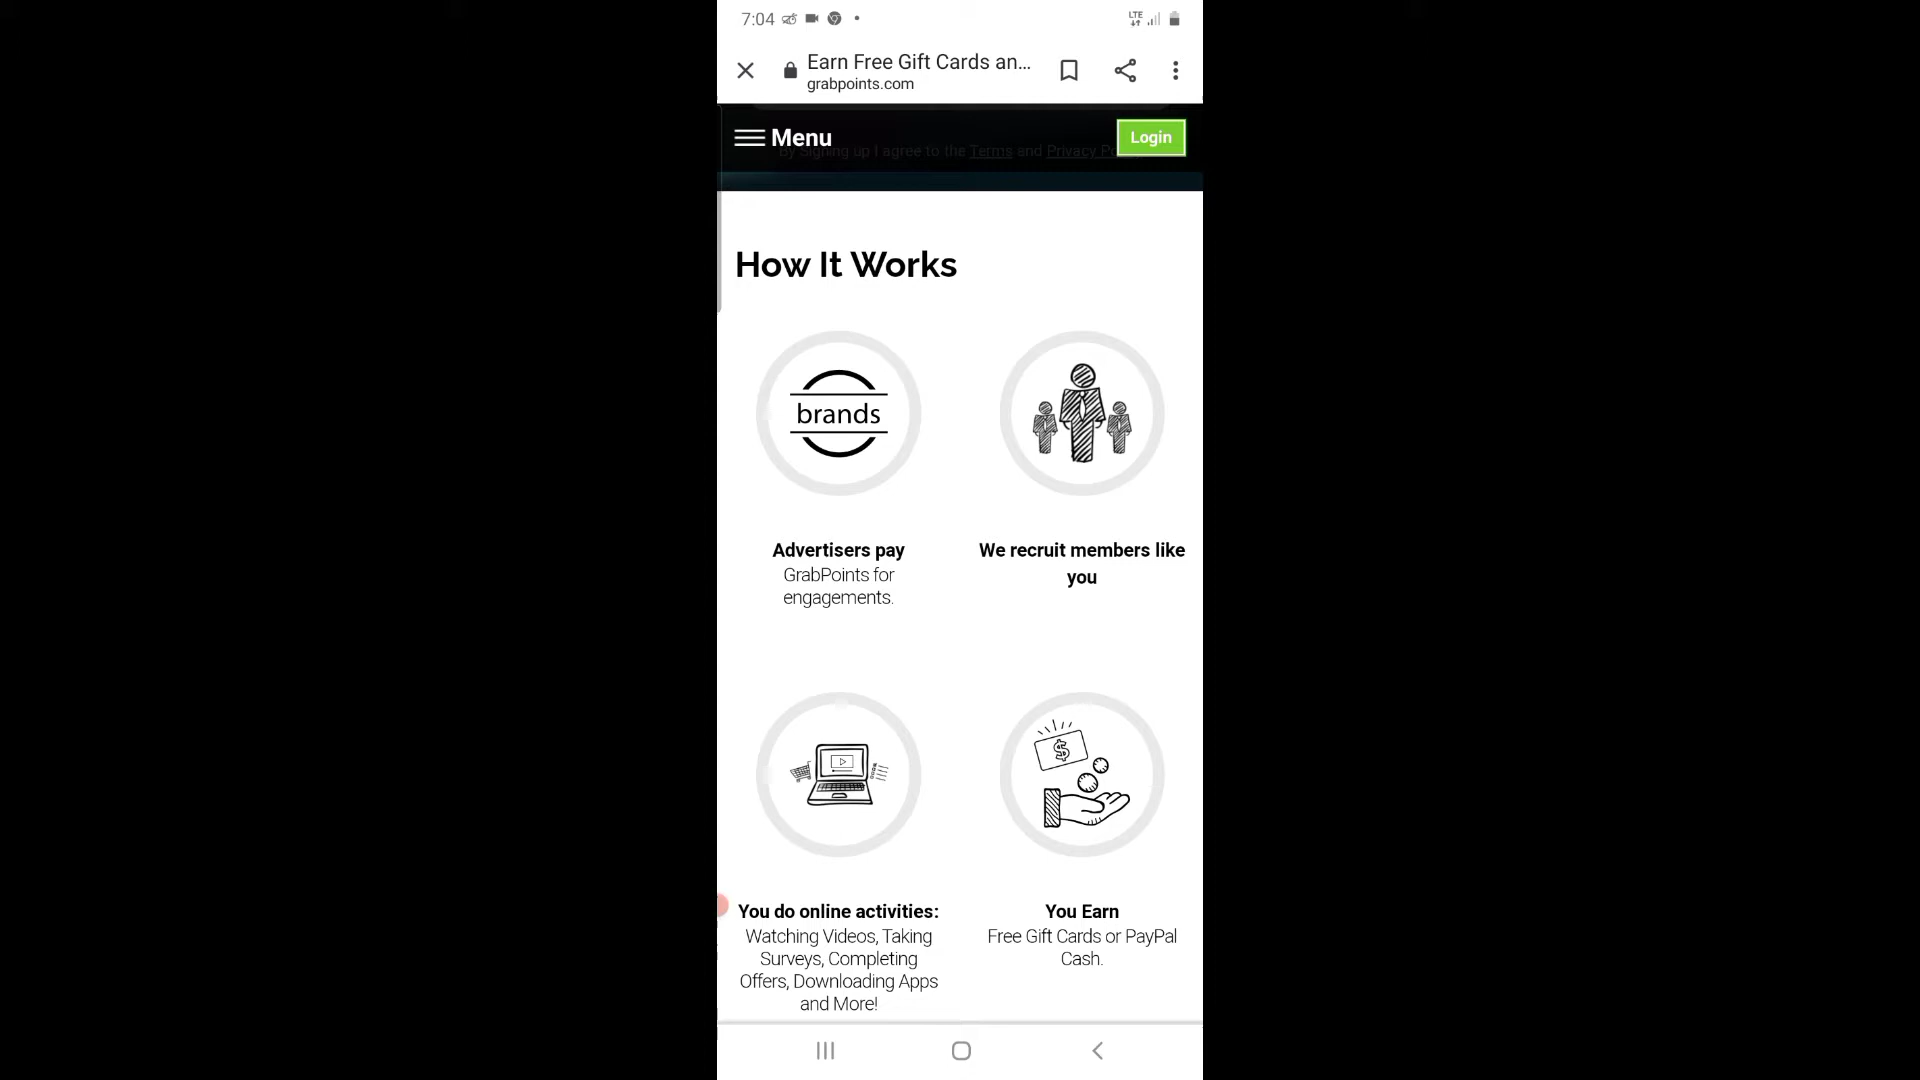 7:04
LTE
Earn Free Gift Cards an...
grabpoints.com
Menu
Login
By Signing up I agree to the Terms and Privacy
How It Works
brands
Advertisers pay
GrabPoints for
engagements.
We recruit members like
you
You do online activities:
Watching Videos, Taking
Surveys, Completing
Offers, Downloading Apps
and More!
$
You Earn
Free Gift Cards or PayPal
Cash.